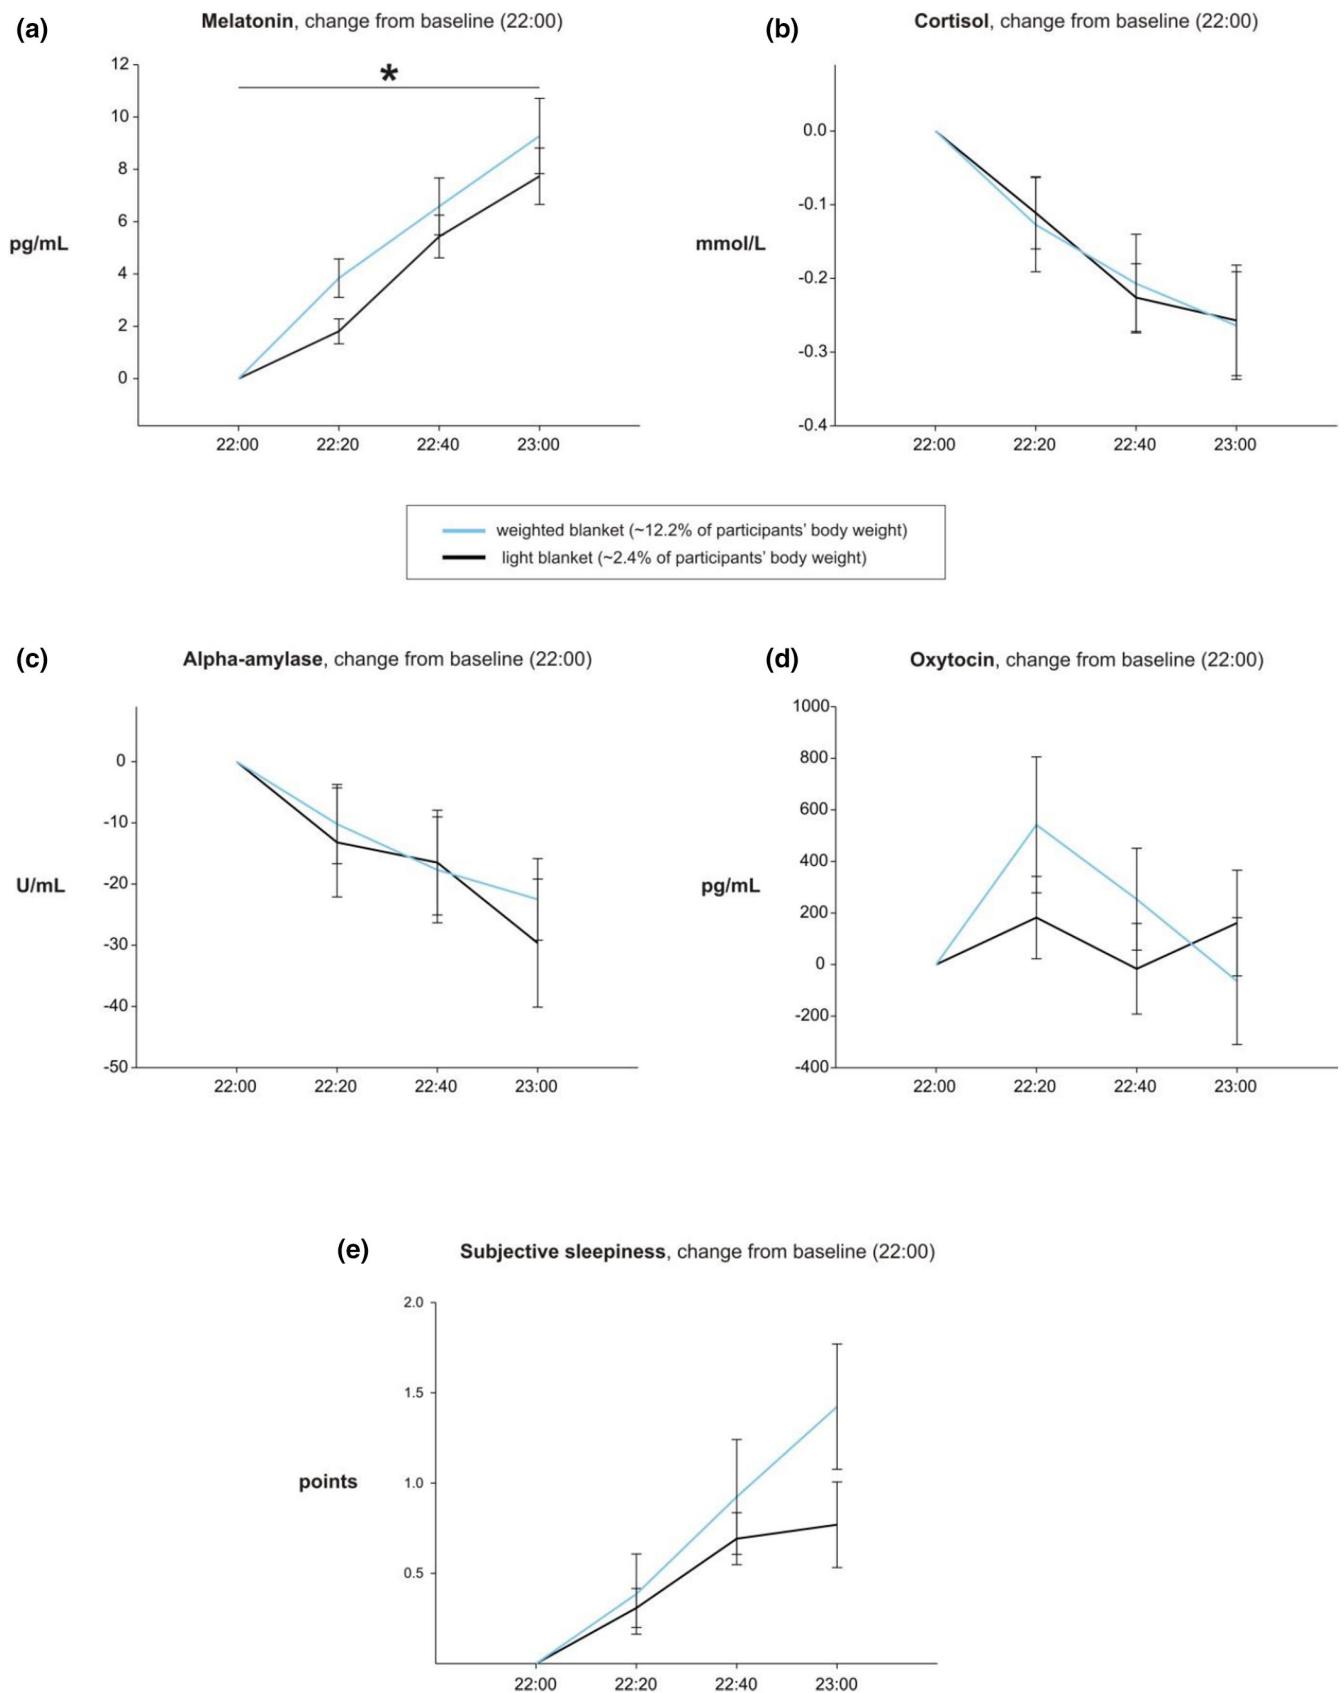 (a)
Melatonin, change from baseline (22:00)
*
12
10
8
6
4
2
0
pg/mL
22:00 22:20 22:40 23:00
(b)
Cortisol, change from baseline (22:00)
0.0
-0.1
-0.2
-0.3
-0.4
mmol/L
22:00 22:20 22:40 23:00
weighted blanket (~12.2% of participants’ body weight)
light blanket (~2.4% of participants’ body weight)
(c)
Alpha-amylase, change from baseline (22:00)
0
-10
-20
-30
-40
-50
U/mL
22:00 22:20 22:40 23:00
(d)
Oxytocin, change from baseline (22:00)
1000
800
600
400
200
0
-200
-400
pg/mL
22:00 22:20 22:40 23:00
(e)
Subjective sleepiness, change from baseline (22:00)
2.0
1.5
1.0
0.5
points
22:00 22:20 22:40 23:00